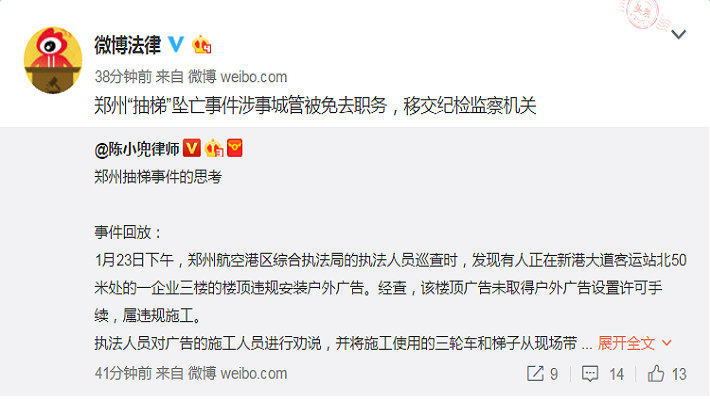 微博法律
38分钟前 来自 微博 weibo.com
郑州“抽梯”坠亡事件涉事城管被免去职务，移交纪检监察机关
@陈小兜律师
郑州抽梯事件的思考
事件回放：
1月23日下午，郑州航空港区综合执法局的执法人员巡查时，发现有人正在新港大道客运站北50
米处的一企业三楼的楼顶违规安装户外广告。经查，该楼顶广告未取得户外广告设置许可手
续，属违规施工。
执法人员对广告的施工人员进行劝说，并将施工使用的三轮车和梯子从现场带 ... 展开全文
41分钟前 来自 微博 weibo.com 9 14 13